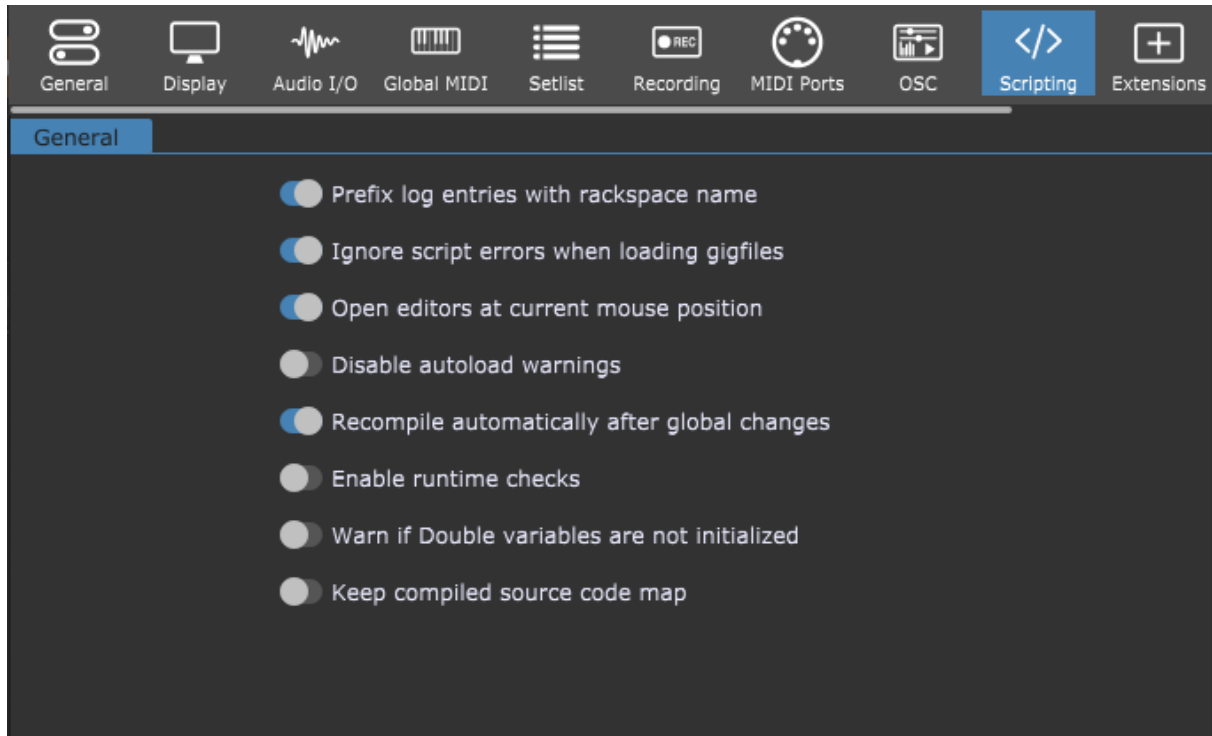 REC
General Display Audio I/O Global MIDI Setlist Recording MIDI Ports OSC Scripting Extensions
General
Prefix log entries with rackspace name
Ignore script errors when loading gigfiles
Open editors at current mouse position
Disable autoload warnings
Recompile automatically after global changes
Enable runtime checks
Warn if Double variables are not initialized
Keep compiled source code map